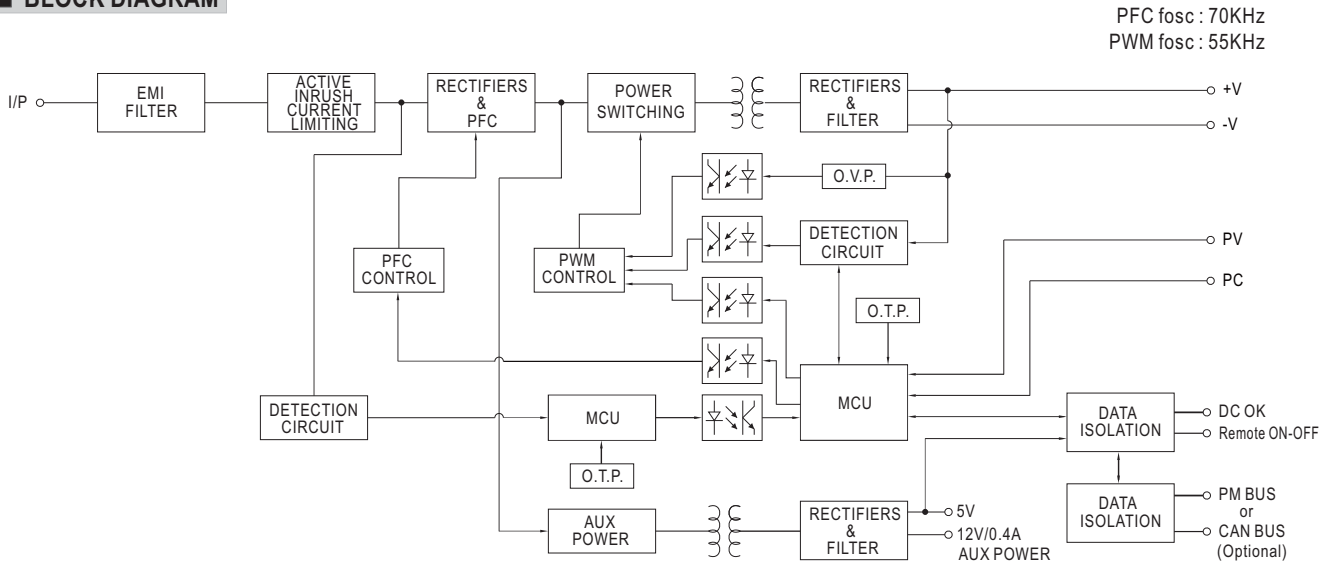 ■ BLOCK DIAGRAM
PFC fosc : 70KHz
PWM fosc : 55KHz
I/P
EMI
FILTER
ACTIVE
INRUSH
CURRENT
LIMITING
RECTIFIERS
&
PFC
POWER
SWITCHING
RECTIFIERS
&
FILTER
+V
-V
O.V.P.
DETECTION
CIRCUIT
PFC
CONTROL
PWM
CONTROL
PV
PC
O.T.P.
MCU
DETECTION
CIRCUIT
MCU
O.T.P.
DATA
ISOLATION
DC OK
Remote ON-OFF
DATA
ISOLATION
PM BUS
or
CAN BUS
(Optional)
AUX
POWER
RECTIFIERS
&
FILTER
5V
12V/0.4A
AUX POWER